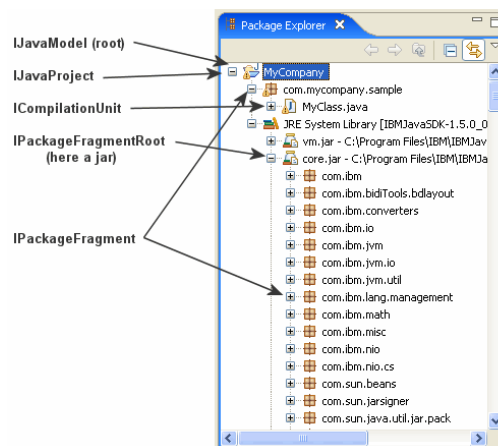 Package Explorer
IJavaModel (root)
IJavaProject
ICompilationUnit
IPackageFragmentRoot
(here a jar)
IPackageFragment
MyCompany
com.mycompany.sample
MyClass.java
JRE System Library [IBMJavaSDK-1.5.0_0
vm.jar - C:\Program Files\IBM\IBMJav
core.jar - C:\Program Files\IBM\IBMJa
com.ibm
com.ibm.bidiTools.bdlayout
com.ibm.converters
com.ibm.io
com.ibm.jvm
com.ibm.jvm.io
com.ibm.jvm.util
com.ibm.lang.management
com.ibm.math
com.ibm.misc
com.ibm.nio
com.ibm.nio.cs
com.sun.beans
com.sun.jarsigner
com.sun.java.util.jar.pack